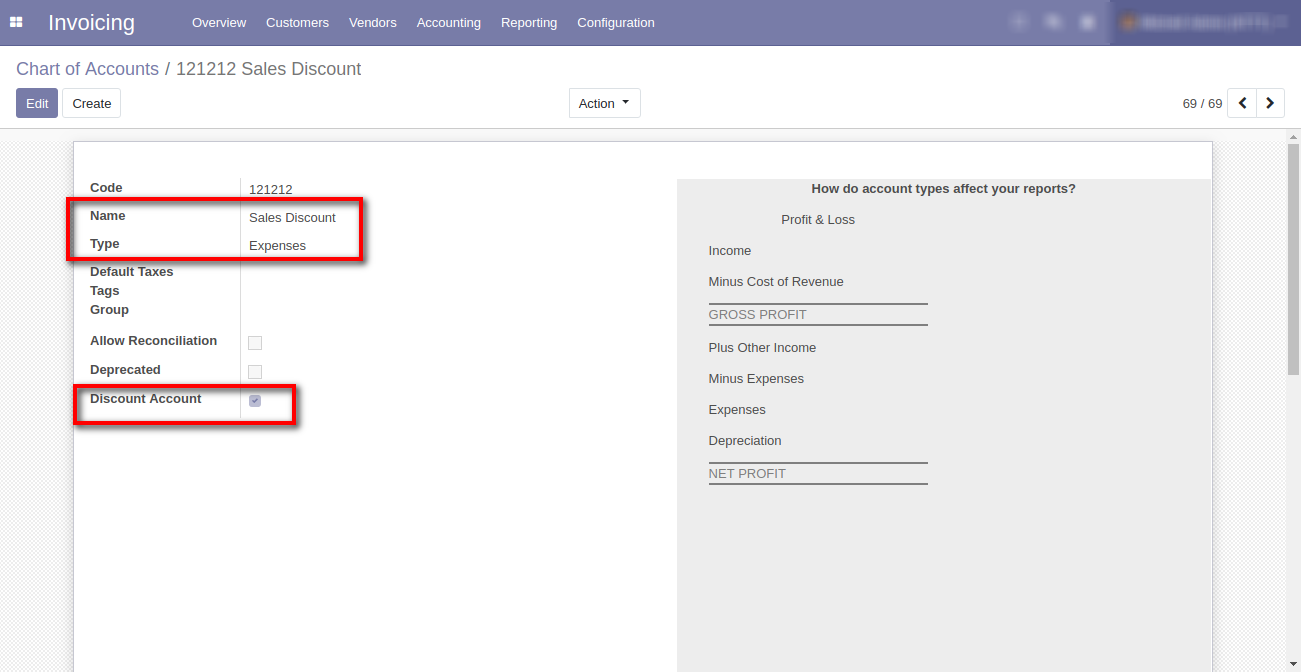 Invoicing Overview Customers Vendors Accounting Reporting Configuration
Chart of Accounts / 121212 Sales Discount
Edit Create Action 69 / 69
Code 121212
Name Sales Discount
Type Expenses
Default Taxes
Tags
Group
Allow Reconciliation
Deprecated
Discount Account
How do account types affect your reports?
Profit & Loss
Income
Minus Cost of Revenue
GROSS PROFIT
Plus Other Income
Minus Expenses
Expenses
Depreciation
NET PROFIT